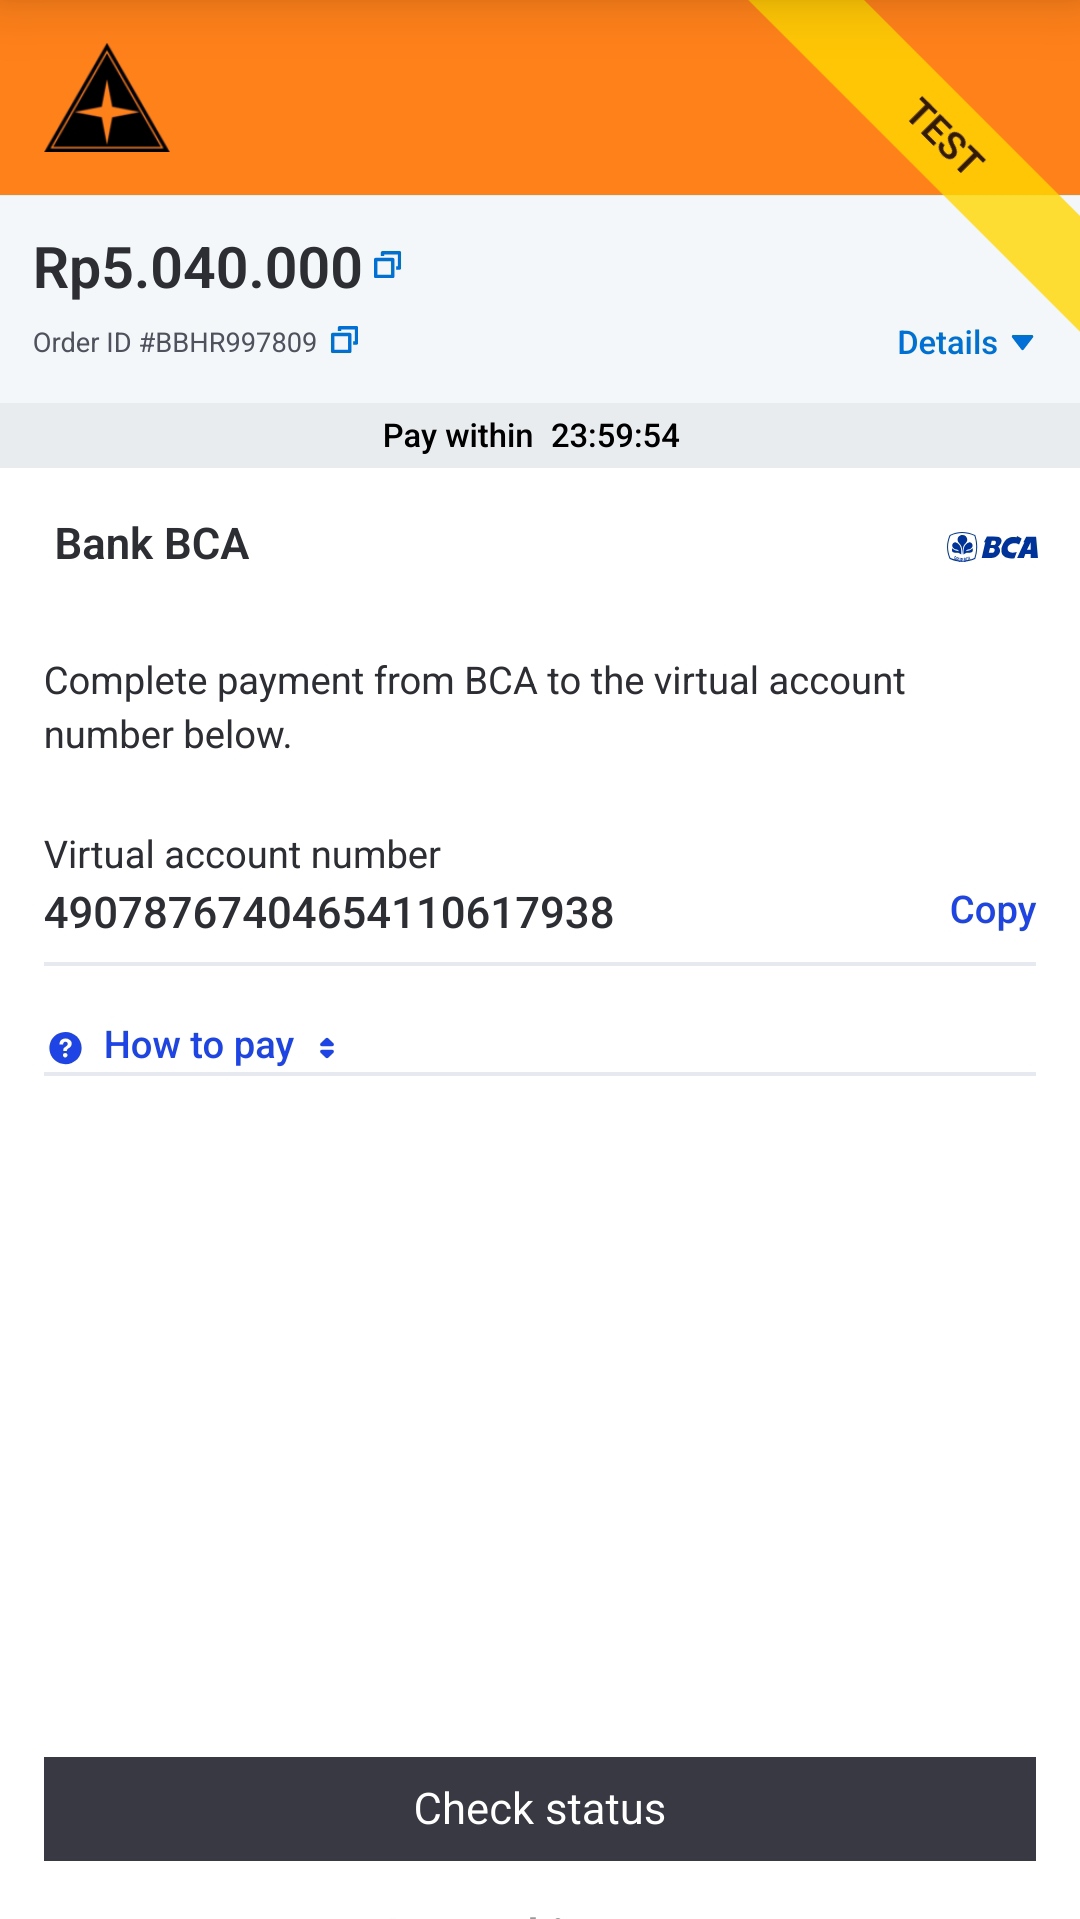 TEST
Rp5.040.000
Order ID #BBHR997809
Details
Pay within 23:59:54
Bank BCA
BCA
Complete payment from BCA to the virtual account
number below.
Virtual account number
49078767404654110617938
Copy
How to pay
Check status